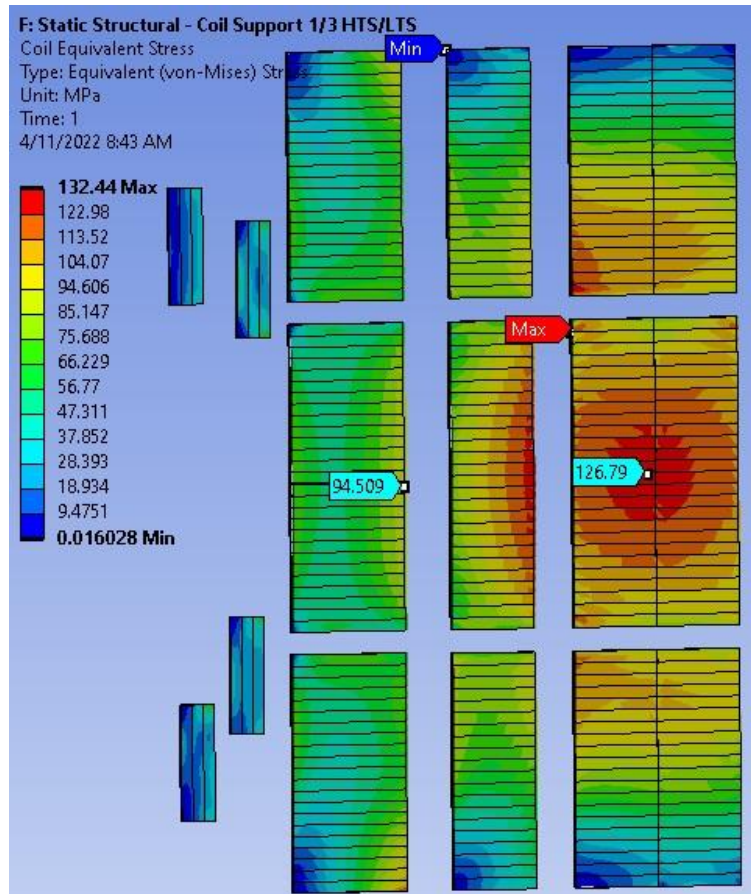 F: Static Structural - Coil Support 1/3 HTS/LTS
Coil Equivalent Stress
Type: Equivalent (von-Mises) Stres
Unit: MPa
Time: 1
4/11/2022 8:43 AM
Min
132.44 Max
122.98
113.52
104.07
94.606
85.147
75.688
66.229
56.77
47.311
37.852
28.393
18.934
9.4751
0.016028 Min
Max
94.509
126.79